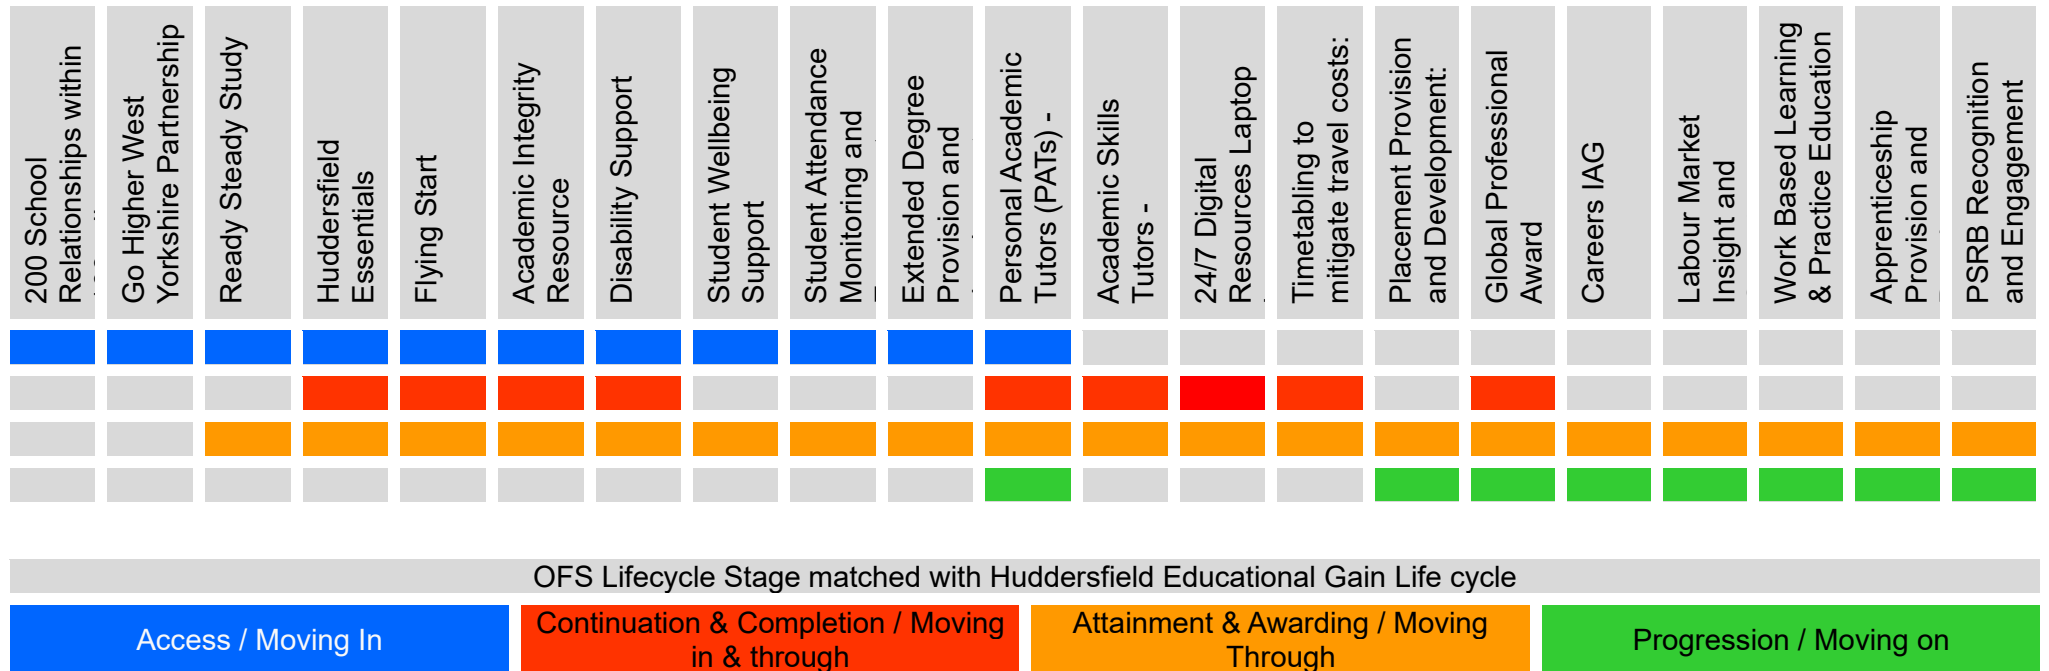 200 School
Relationships within
Go Higher West
Yorkshire Partnership
Ready Steady Study
Huddersfield
Essentials
Flying Start
Academic Integrity
Resource
Disability Support
Student Wellbeing
Support
Student Attendance
Monitoring and
Extended Degree
Provision and
Personal Academic
Tutors (PATs) -
Academic Skills
Tutors -
24/7 Digital
Resources Laptop
Timetabling to
mitigate travel costs:
Placement Provision
and Development:
Global Professional
Award
Careers IAG
Labour Market
Insight and
Work Based Learning
& Practice Education
Apprenticeship
Provision and
PSRB Recognition
and Engagement
OFS Lifecycle Stage matched with Huddersfield Educational Gain Life cycle
Access / Moving In
Continuation & Completion / Moving
in & through
Attainment & Awarding / Moving
Through
Progression / Moving on